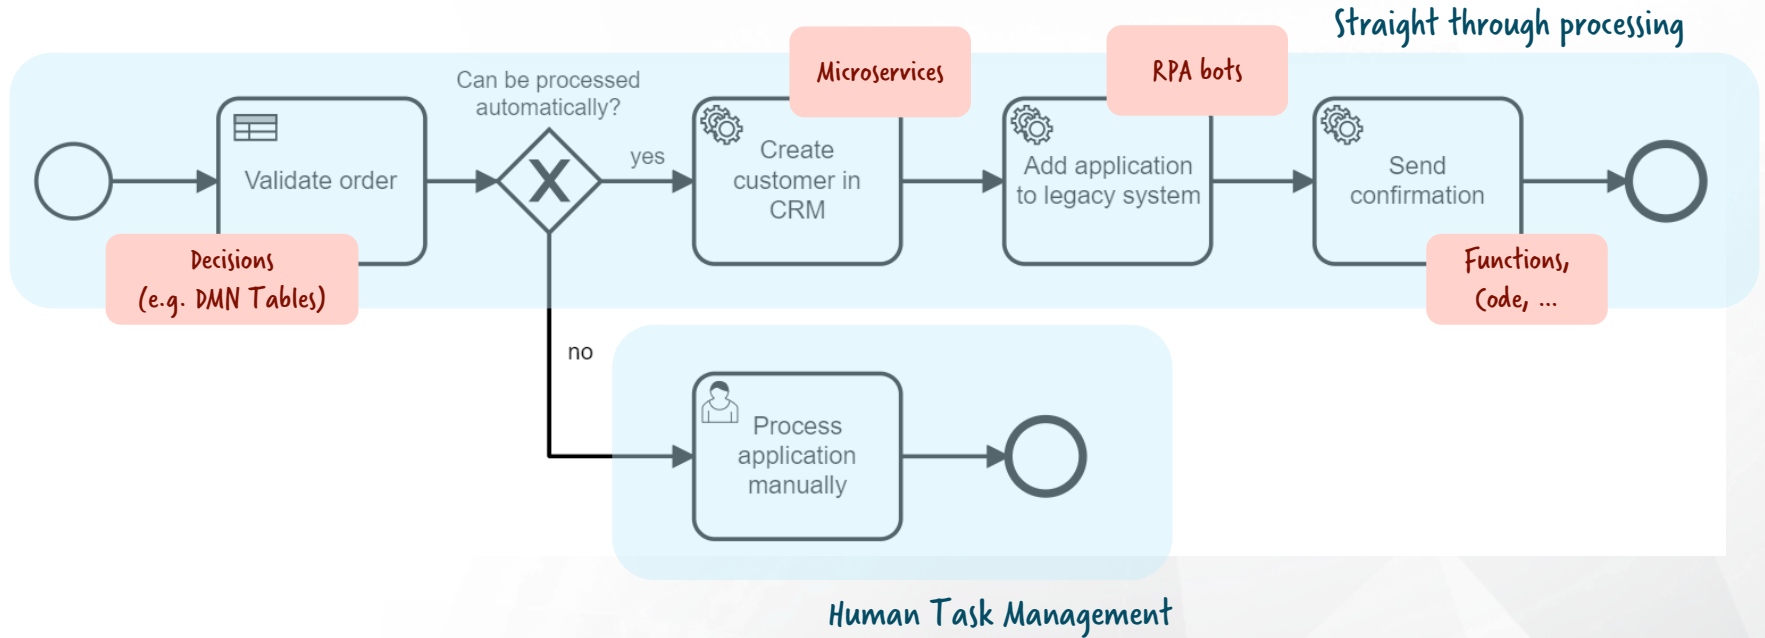 Straight through processing
Microservices
RPA bots
Can be processed
automatically?
Validate order
yes
Create
customer in
CRM
Add application
to legacy system
Send
confirmation
Decisions
(e.g. DMN Tables)
Functions,
Code, ...
no
Process
application
manually
Human Task Management